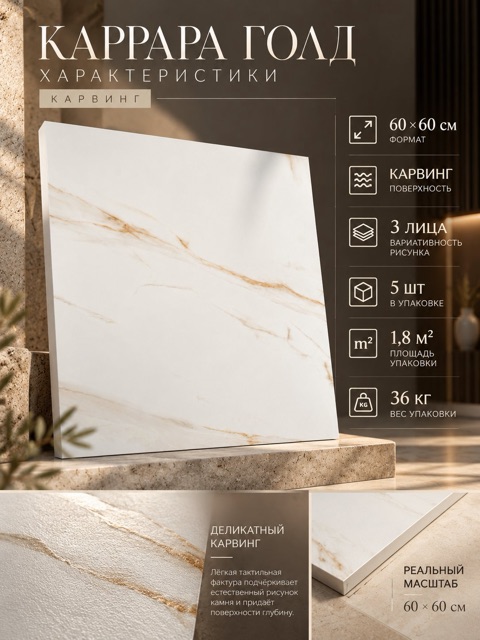 КАРРАРА ГОЛД
ХАРАКТЕРИСТИКИ
КАРВИНГ
60 × 60 см
ФОРМАТ
КАРВИНГ
ПОВЕРХНОСТЬ
3 ЛИЦА
ВАРИАТИВНОСТЬ
РИСУНКА
5 шт
В УПАКОВКЕ
m²
1,8 м²
ПЛОЩАДЬ
УПАКОВКИ
KG
36 кг
ВЕС УПАКОВКИ
ДЕЛИКАТНЫЙ
КАРВИНГ
Лёгкая тактильная
фактура подчёркивает
естественный рисунок
камня и придаёт
поверхности глубину.
РЕАЛЬНЫЙ
МАСШТАБ
60 × 60 см